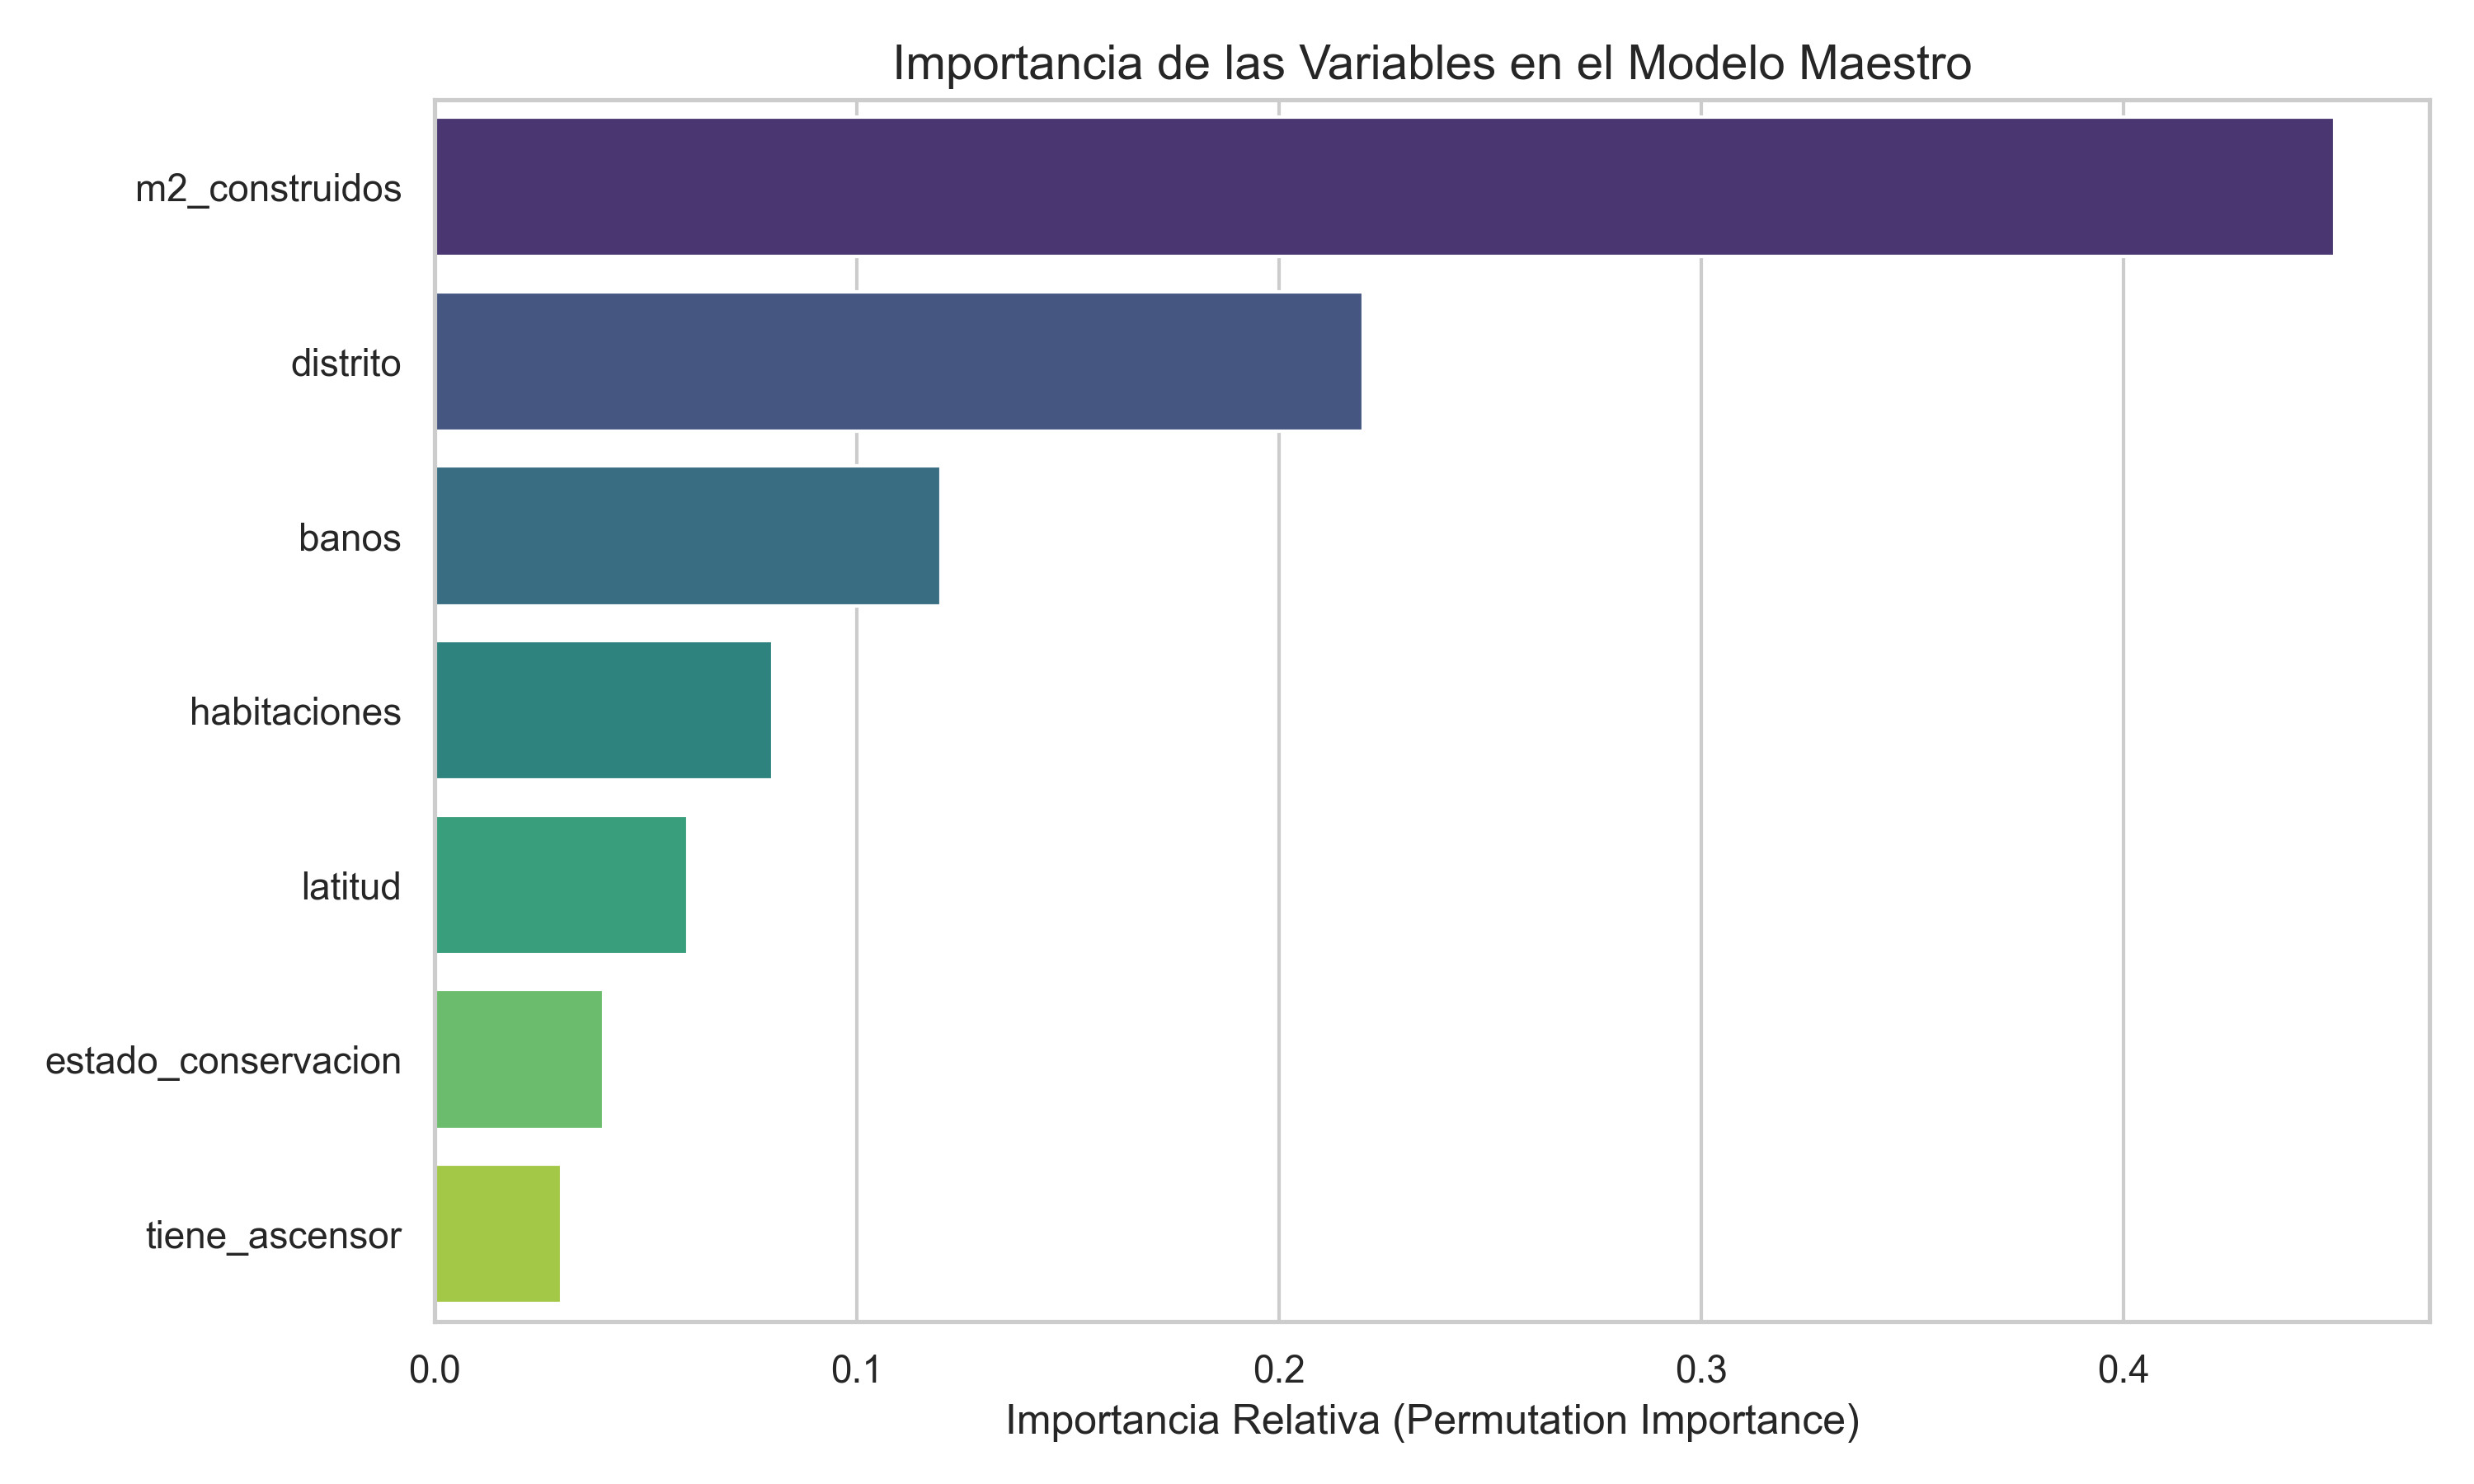 Importancia de las Variables en el Modelo Maestro
m2_construidos
distrito
banos
habitaciones
latitud
estado_conservacion
tiene_ascensor
0.0 0.1 0.2 0.3 0.4
Importancia Relativa (Permutation Importance)